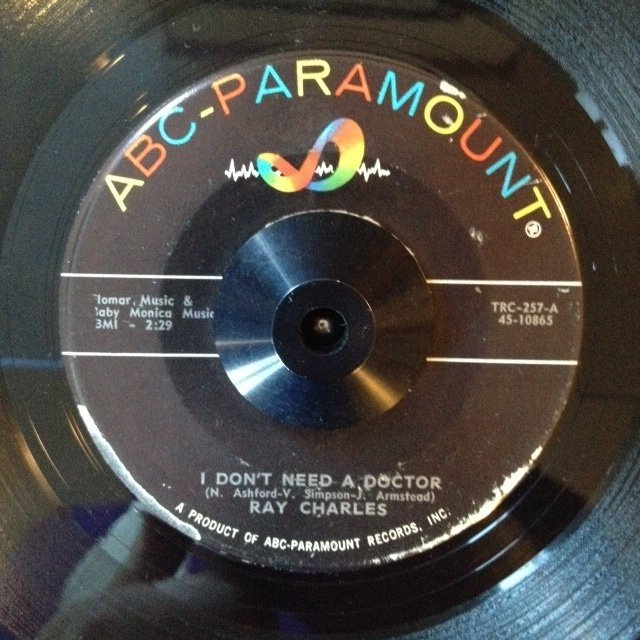 ABC-PARAMOUNT®
Music &
Monica Music
- 2:29
TRC-257-A
45-10865
I DON'T NEED A DOCTOR
(N. Ashford-V. Simpson-J. Armstead)
RAY CHARLES
A PRODUCT OF ABC-PARAMOUNT RECORDS, INC.